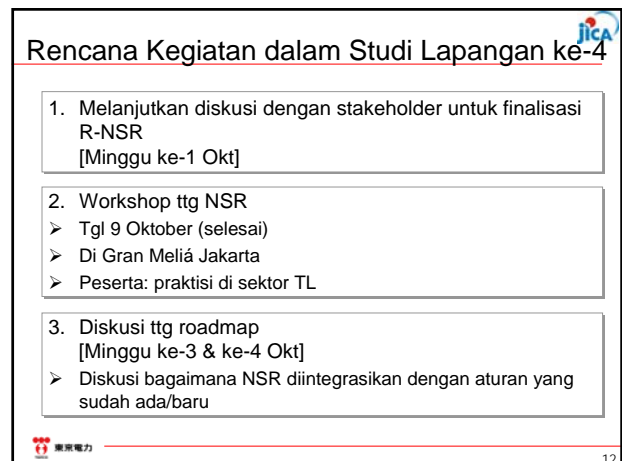 jICA
Rencana Kegiatan dalam Studi Lapangan ke-4
1. Melanjutkan diskusi dengan stakeholder untuk finalisasi
R-NSR
[Minggu ke-1 Okt]
2. Workshop ttg NSR
➢ Tgl 9 Oktober (selesai)
➢ Di Gran Meliá Jakarta
➢ Peserta: praktisi di sektor TL
3. Diskusi ttg roadmap
[Minggu ke-3 & ke-4 Okt]
➢ Diskusi bagaimana NSR diintegrasikan dengan aturan yang
sudah ada/baru
東京電力
12